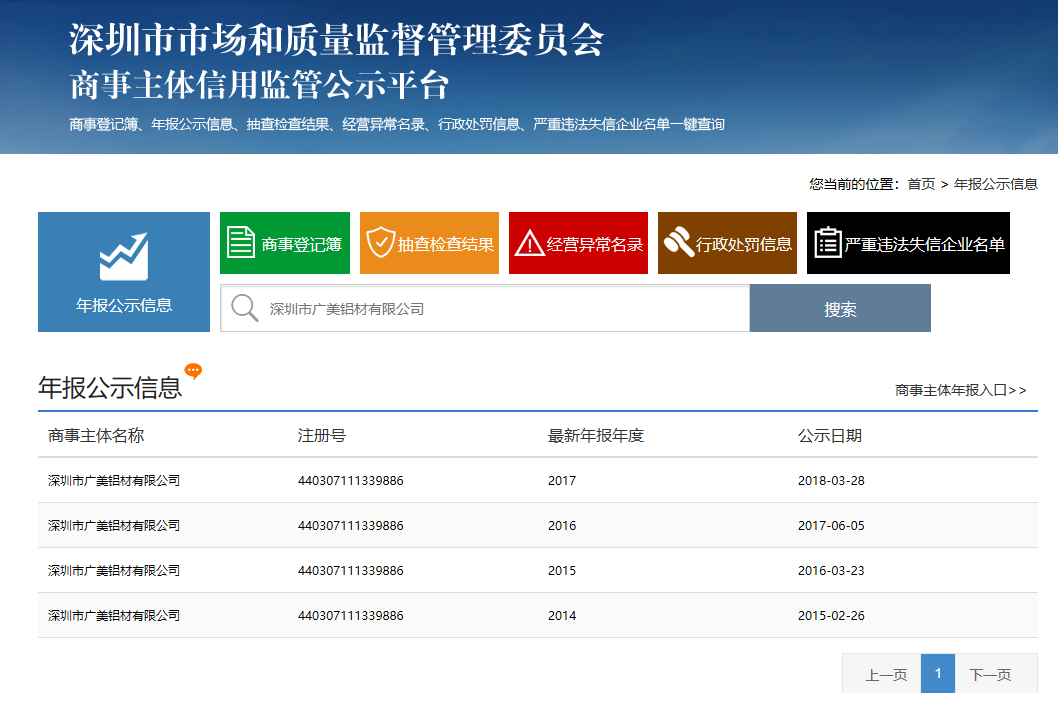 深圳市市场和质量监督管理委员会
商事主体信用监管公示平台
商事登记簿、年报公示信息、抽查检查结果、经营异常名录、行政处罚信息、严重违法失信企业名单一键查询
您当前的位置：首页 > 年报公示信息
商事登记簿 抽查检查结果 经营异常名录 行政处罚信息 严重违法失信企业名单
年报公示信息
深圳市广美铝材有限公司 搜索
年报公示信息
商事主体年报入口>>
商事主体名称 注册号 最新年报年度 公示日期
深圳市广美铝材有限公司 440307111339886 2017 2018-03-28
深圳市广美铝材有限公司 440307111339886 2016 2017-06-05
深圳市广美铝材有限公司 440307111339886 2015 2016-03-23
深圳市广美铝材有限公司 440307111339886 2014 2015-02-26
上一页 1 下一页